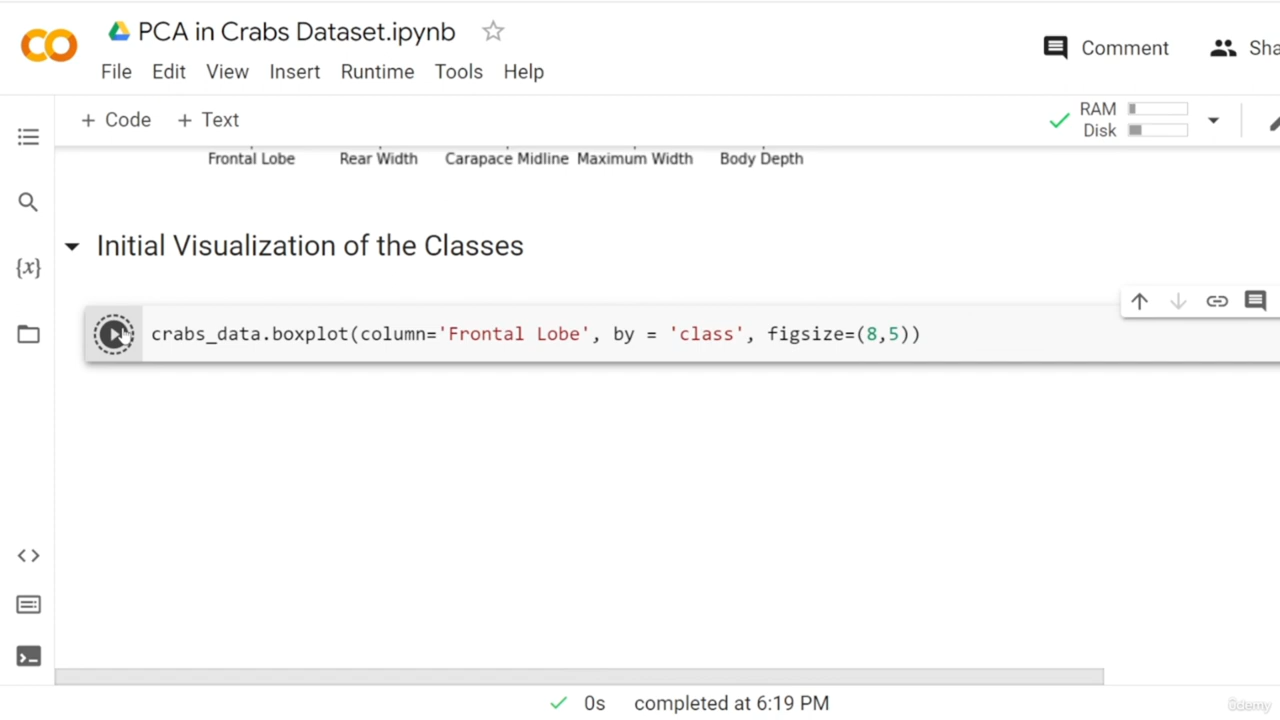 PCA in Crabs Dataset.ipynb
Comment
Sha
File Edit View Insert Runtime Tools Help
+ Code + Text
RAM
Disk
Frontal Lobe Rear Width Carapace Midline Maximum Width Body Depth
{x}
Initial Visualization of the Classes
crabs_data.boxplot(column='Frontal Lobe', by = 'class', figsize=(8,5))
0s completed at 6:19 PM
ûdemy